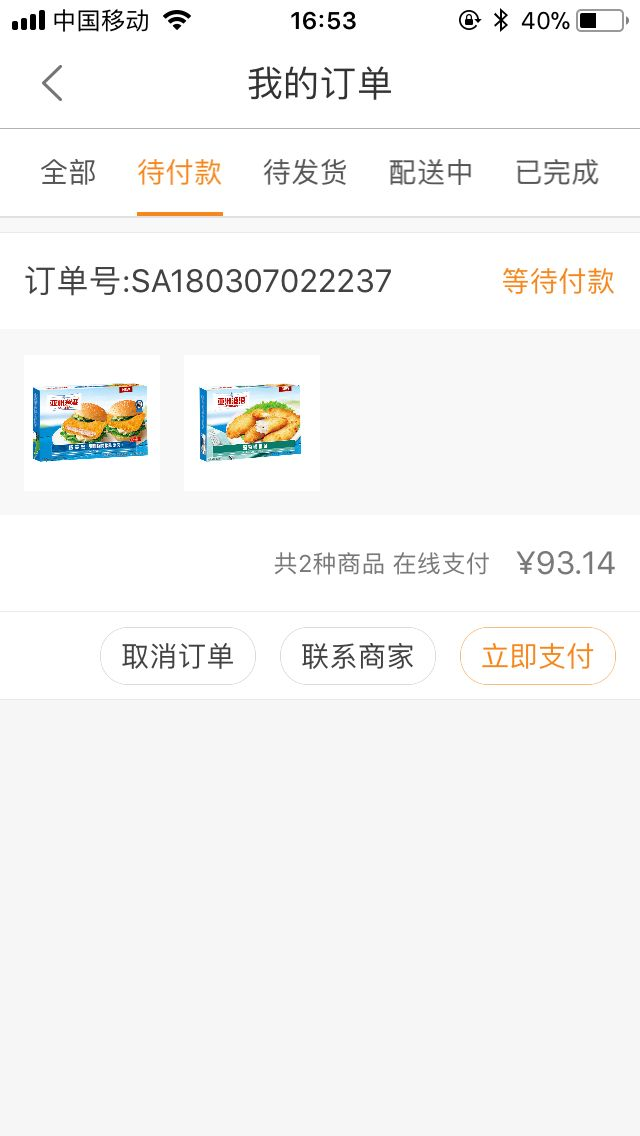 中国移动 16:53 40%
我的订单
全部 待付款 待发货 配送中 已完成
订单号:SA180307022237 等待付款
共2种商品 在线支付 ¥93.14
取消订单 联系商家 立即支付